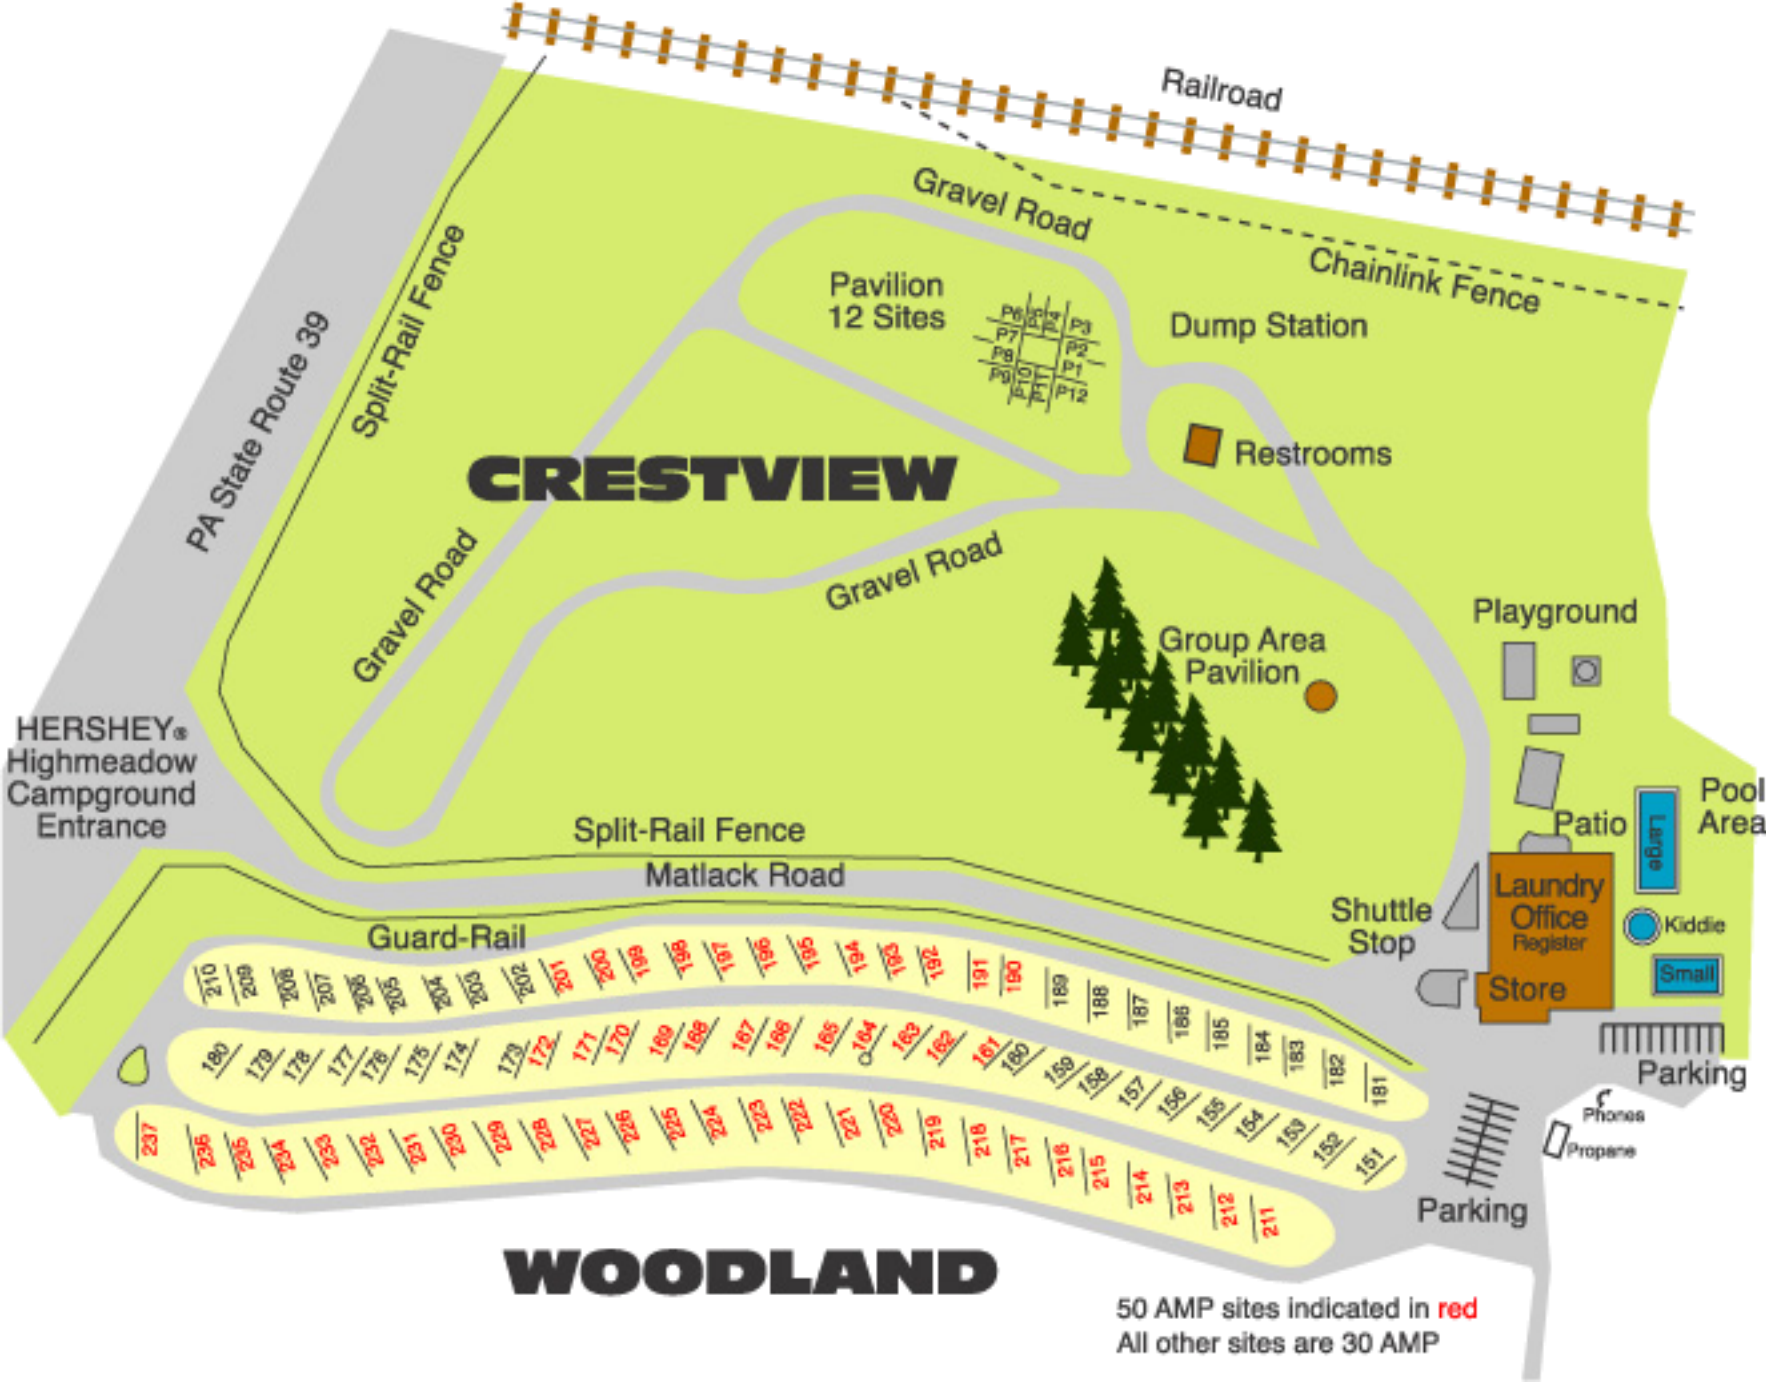 Railroad
Gravel Road
Chainlink Fence
Split-Rail Fence
PA State Route 39
Pavilion
12 Sites
P6
P5
P4
P3
P7
P2
P8
P1
P9
P10
P11
P12
Dump Station
Restrooms
CRESTVIEW
Gravel Road
Gravel Road
Group Area
Pavilion
Playground
HERSHEY®
Highmeadow
Campground
Entrance
Split-Rail Fence
Matlack Road
Guard-Rail
Patio
Pool
Area
Large
Laundry
Office
Register
Store
Shuttle
Stop
Kiddie
Small
Parking
Phones
Propane
Parking
210 209 208 207 206 205 204 203 202 201 200 199 198 197 196 195 194 193 192 191 190 189 188 187 186 185 184 183 182 181
180 179 178 177 176 175 174 173 172 171 170 169 168 167 166 165 164 163 162 161 160 159 158 157 156 155 154 153 152 151
237 236 235 234 233 232 231 230 229 228 227 226 225 224 223 222 221 220 219 218 217 216 215 214 213 212 211
WOODLAND
50 AMP sites indicated in red
All other sites are 30 AMP